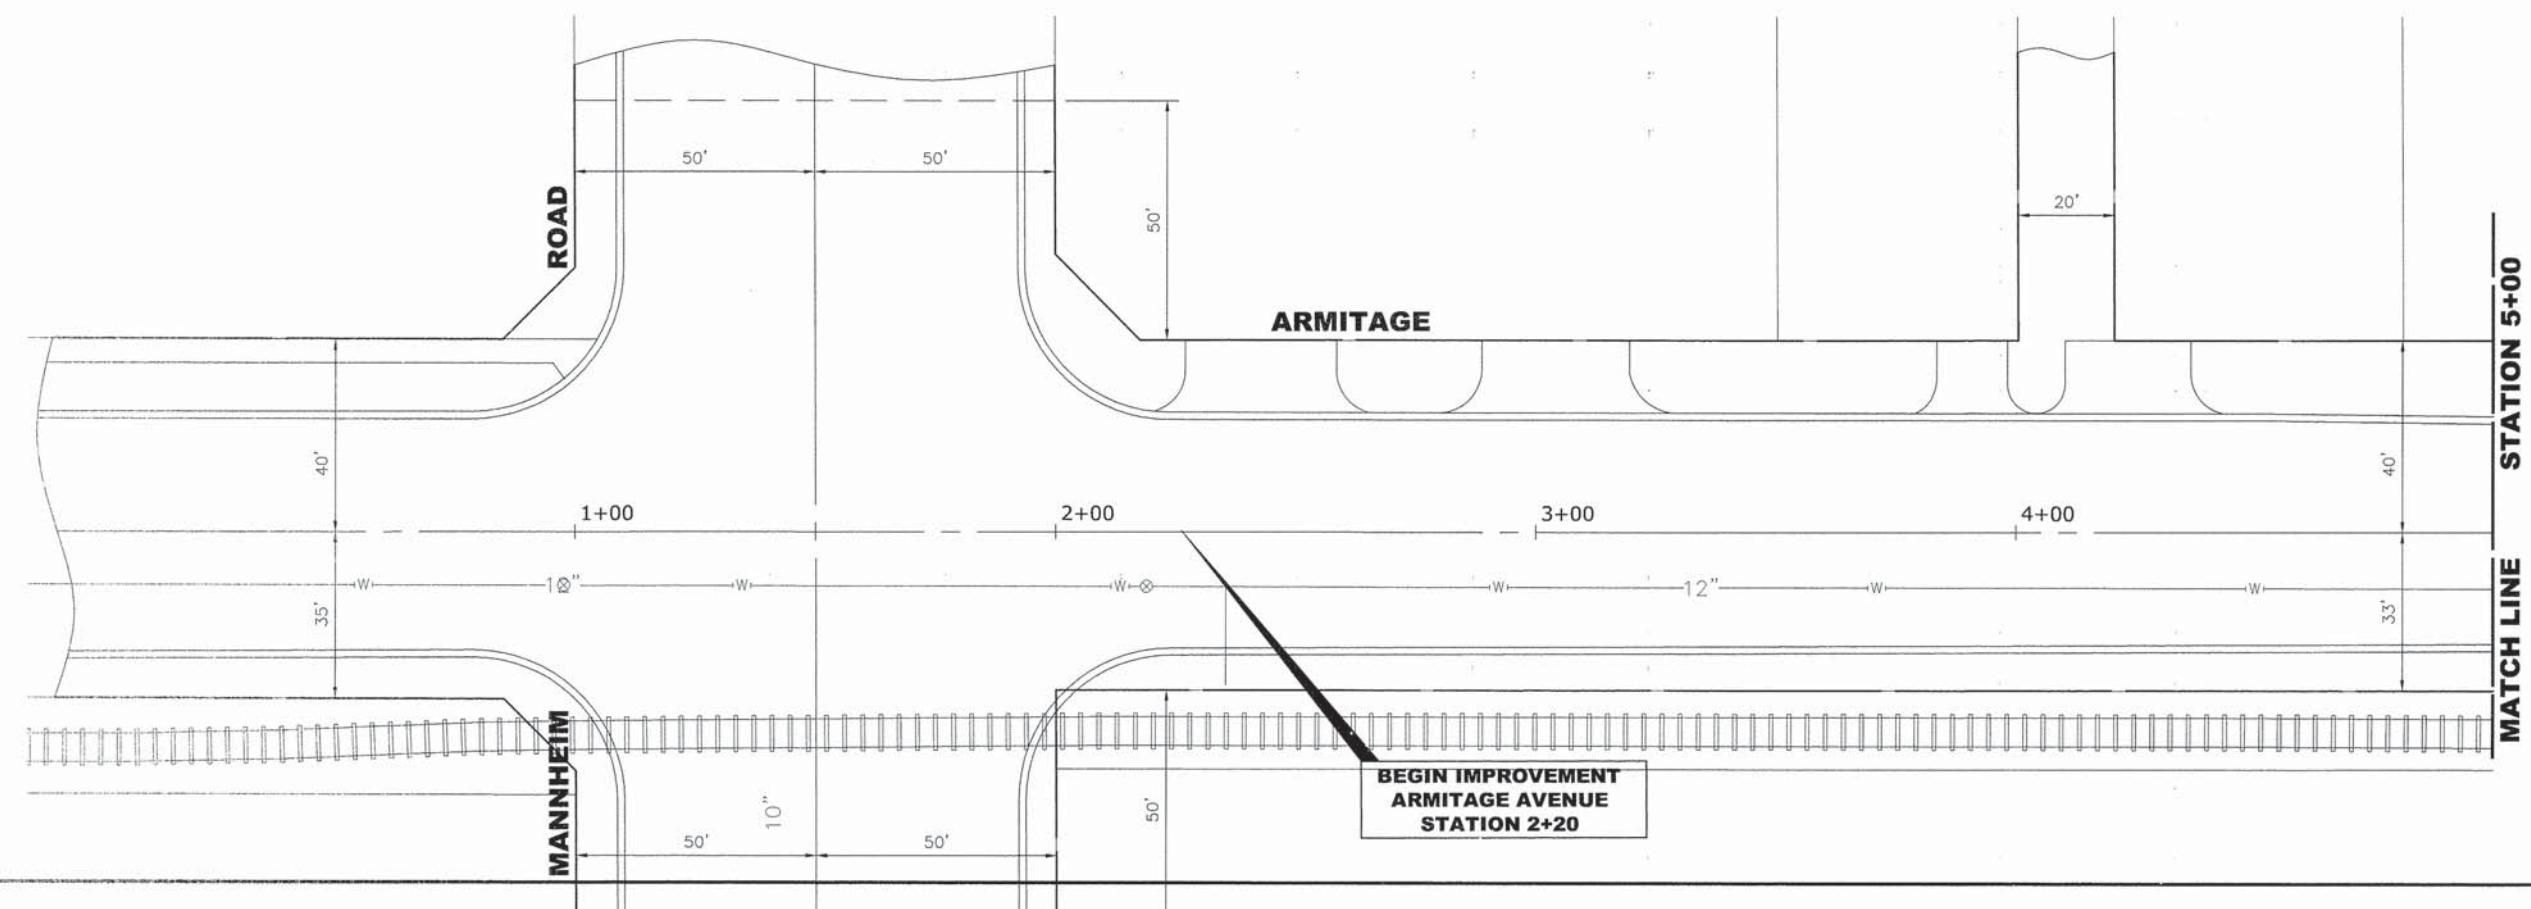 50'
50'
ROAD
50'
20'
ARMITAGE
STATION 5+00
40'
40'
1+00
2+00
3+00
4+00
W
W
W
W
12"
W
W
35'
33'
MATCH LINE
MANNHEIM
10"
50'
50'
50'
BEGIN IMPROVEMENT
ARMITAGE AVENUE
STATION 2+20